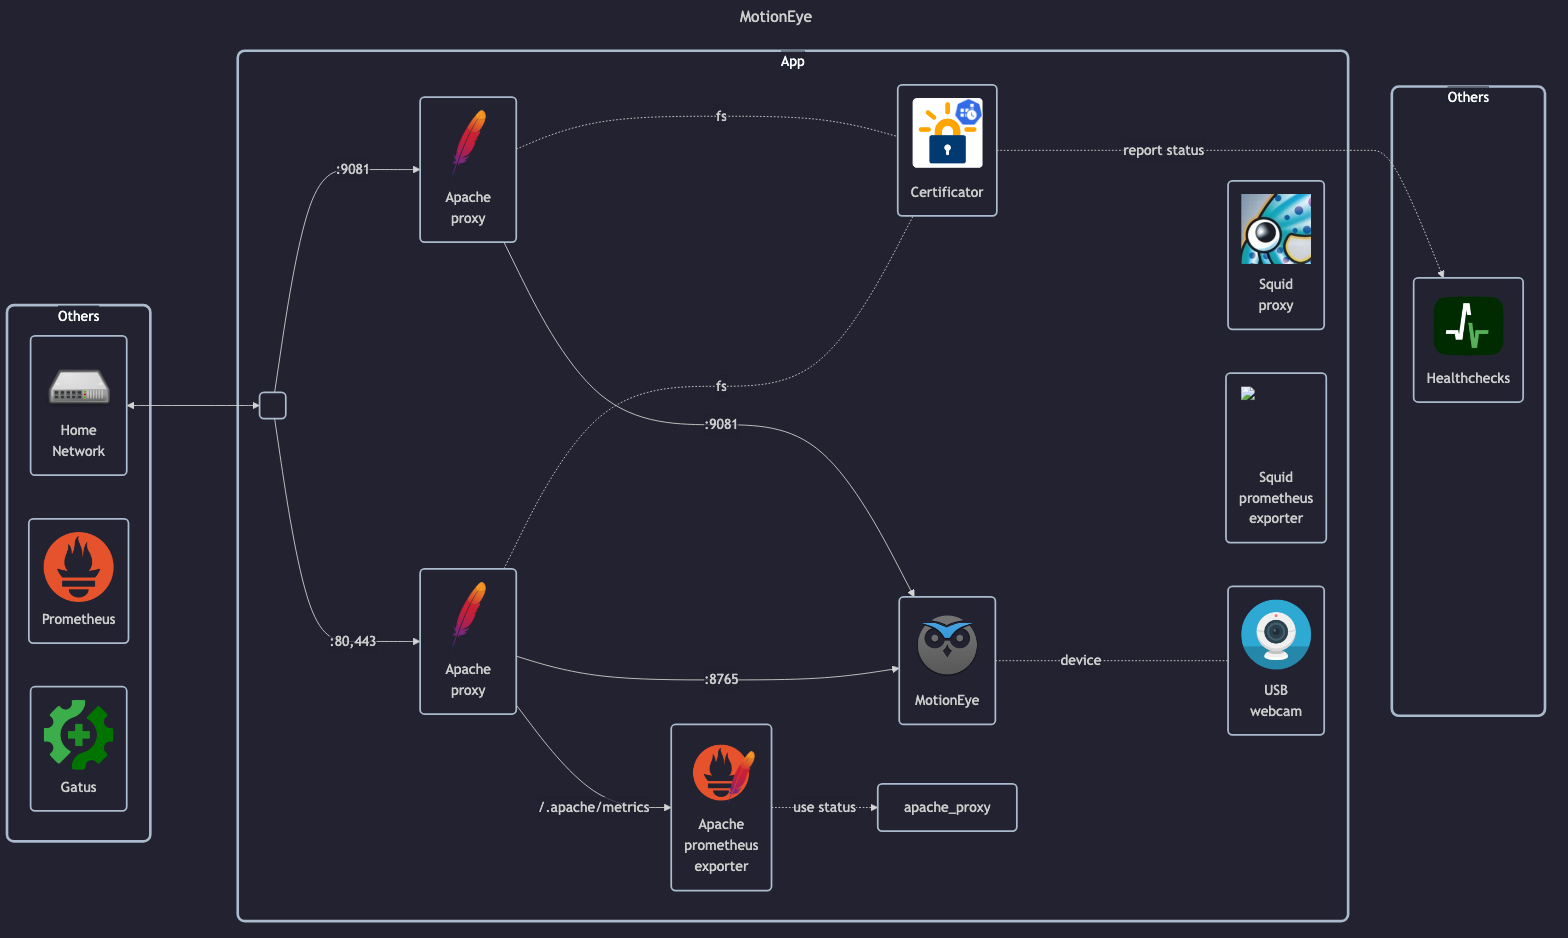 MotionEye
App
Others
Others
fs
:9081
Apache
proxy
Certificator
report status
Squid
proxy
Home
Network
fs
:9081
Healthchecks
Squid
prometheus
exporter
Prometheus
:80,443
Apache
proxy
:8765
MotionEye
device
USB
webcam
Gatus
/.apache/metrics
Apache
prometheus
exporter
use status
apache_proxy